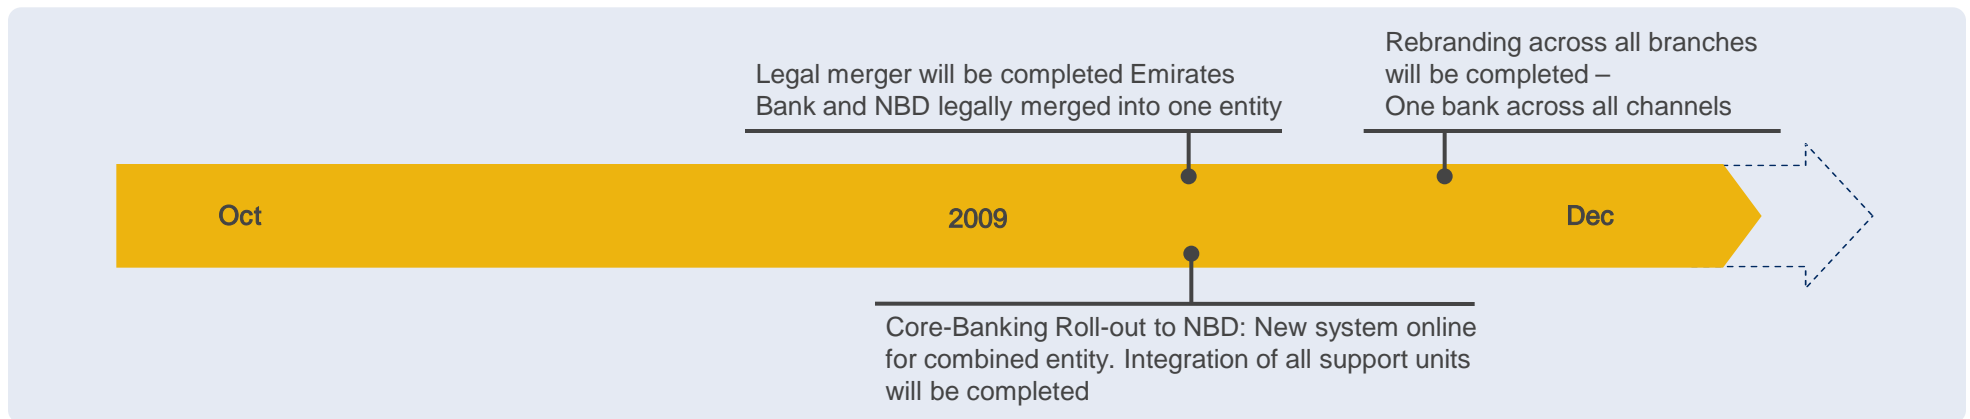 Legal merger will be completed Emirates
Bank and NBD legally merged into one entity
Rebranding across all branches
will be completed –
One bank across all channels
Oct
2009
Dec
Core-Banking Roll-out to NBD: New system online
for combined entity. Integration of all support units
will be completed